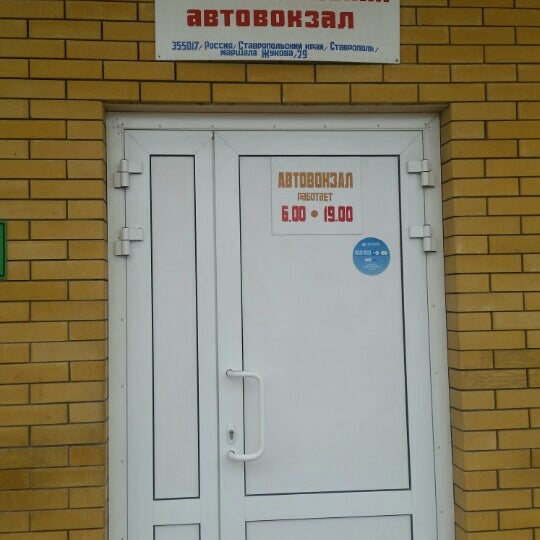 автовокзал
355017/Россия/Ставропольский край/Ставрополь/
маршала Жукова/29
АВТОВОКЗАЛ
РАБОТАЕТ
6.00 • 19.00